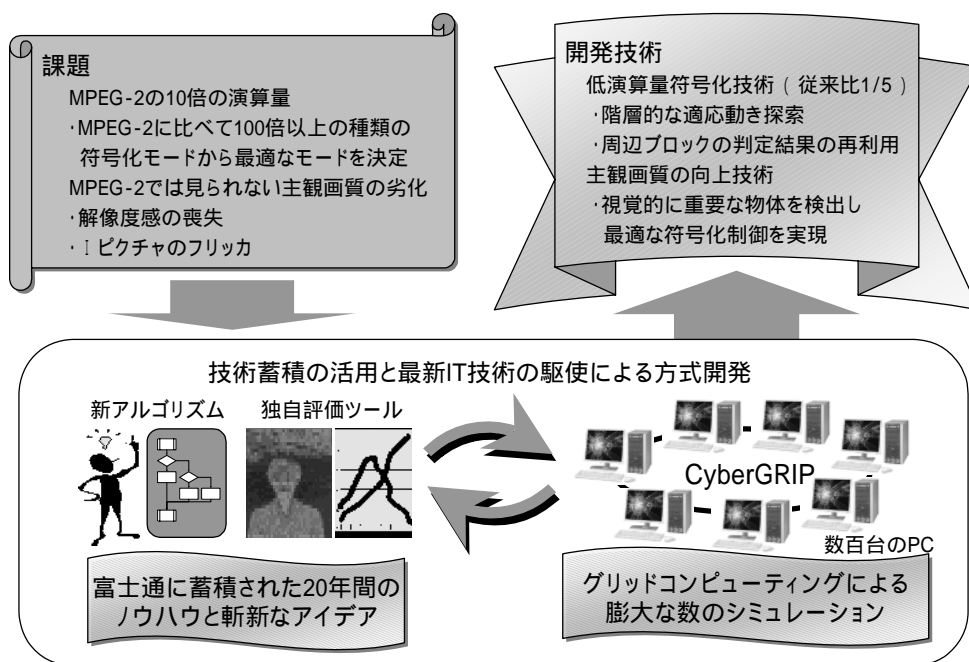 課題
MPEG-2の10倍の演算量
・MPEG-2に比べて100倍以上の種類の
符号化モードから最適なモードを決定
MPEG-2では見られない主観画質の劣化
・解像度感の喪失
・Ｉピクチャのフリッカ
開発技術
低演算量符号化技術（従来比1/5）
・階層的な適応動き探索
・周辺ブロックの判定結果の再利用
主観画質の向上技術
・視覚的に重要な物体を検出し
最適な符号化制御を実現
技術蓄積の活用と最新IT技術の駆使による方式開発
新アルゴリズム
独自評価ツール
CyberGRIP
数百台のPC
富士通に蓄積された20年間の
ノウハウと斬新なアイデア
グリッドコンピューティングによる
膨大な数のシミュレーション